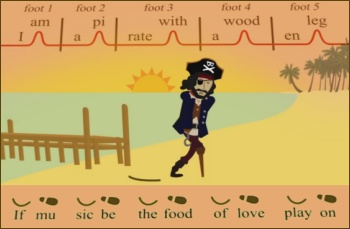 foot 1 foot 2 foot 3 foot 4 foot 5
am pi with wood leg
I a rate a en
If mu sic be the food of love play on